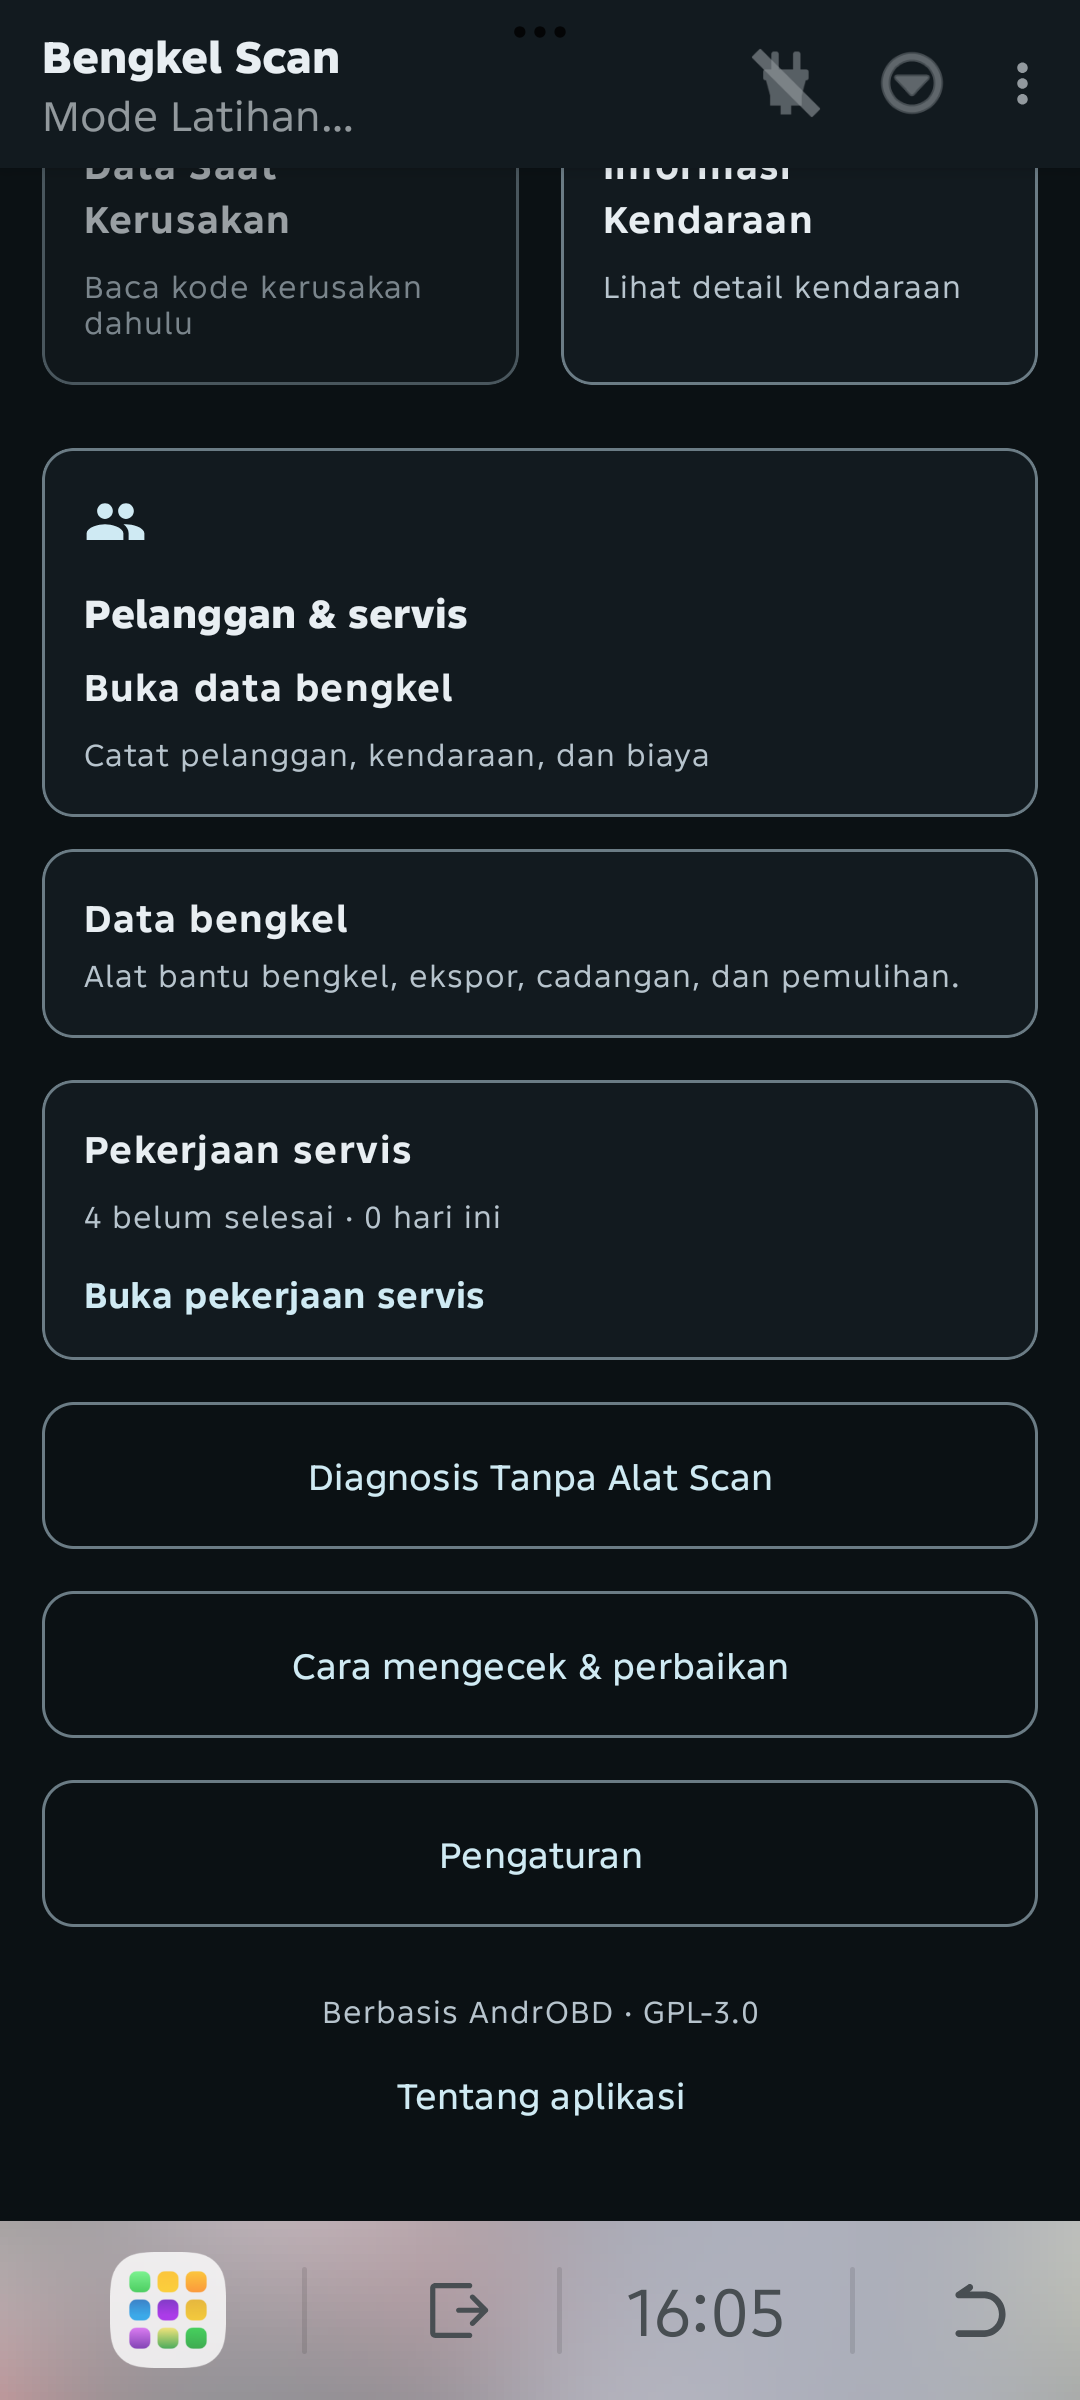 Bengkel Scan
Mode Latihan...
Data Saat
Kerusakan
Baca kode kerusakan
dahulu
Informasi
Kendaraan
Lihat detail kendaraan
Pelanggan & servis
Buka data bengkel
Catat pelanggan, kendaraan, dan biaya
Data bengkel
Alat bantu bengkel, ekspor, cadangan, dan pemulihan.
Pekerjaan servis
4 belum selesai · 0 hari ini
Buka pekerjaan servis
Diagnosis Tanpa Alat Scan
Cara mengecek & perbaikan
Pengaturan
Berbasis AndrOBD · GPL-3.0
Tentang aplikasi
16:05